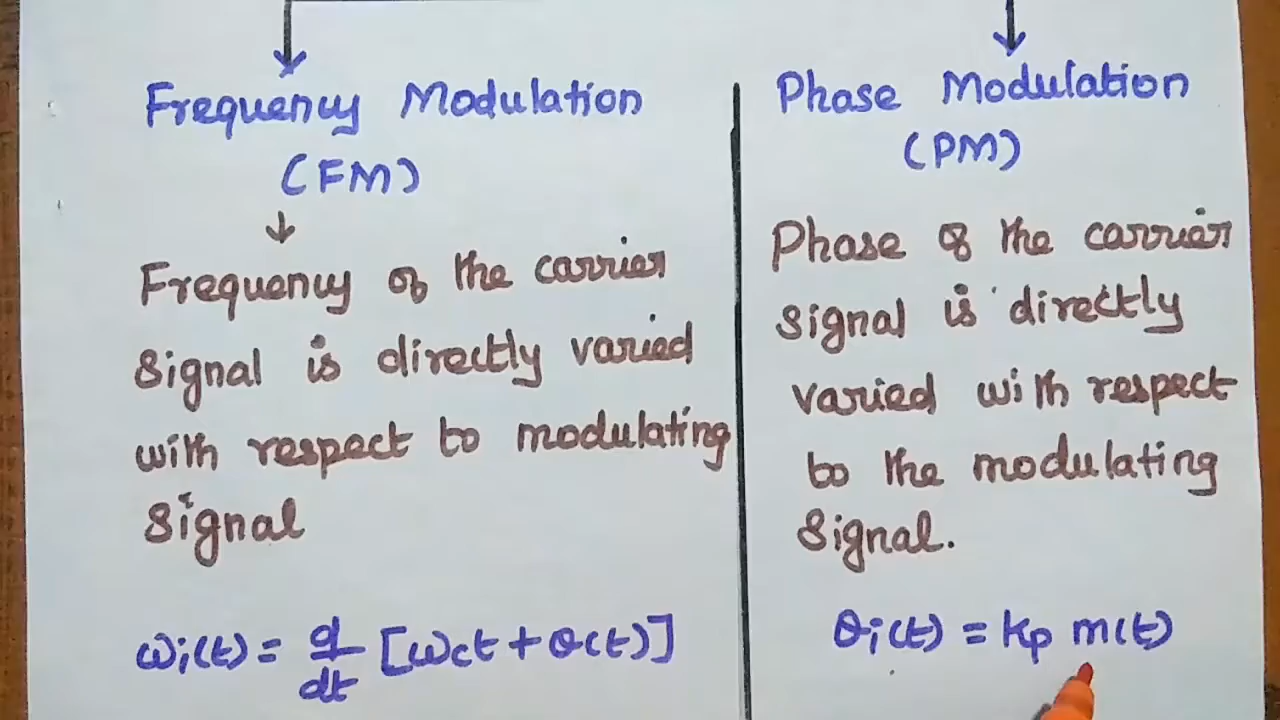 Frequency Modulation
(FM)
Frequency of the carrier
signal is directly varied
with respect to modulating
signal
ωi(t) = d/dt [ωct + θ(t)]
Phase Modulation
(PM)
Phase of the carrier
signal is directly
varied with respect
to the modulating
signal.
θi(t) = Kp m(t)